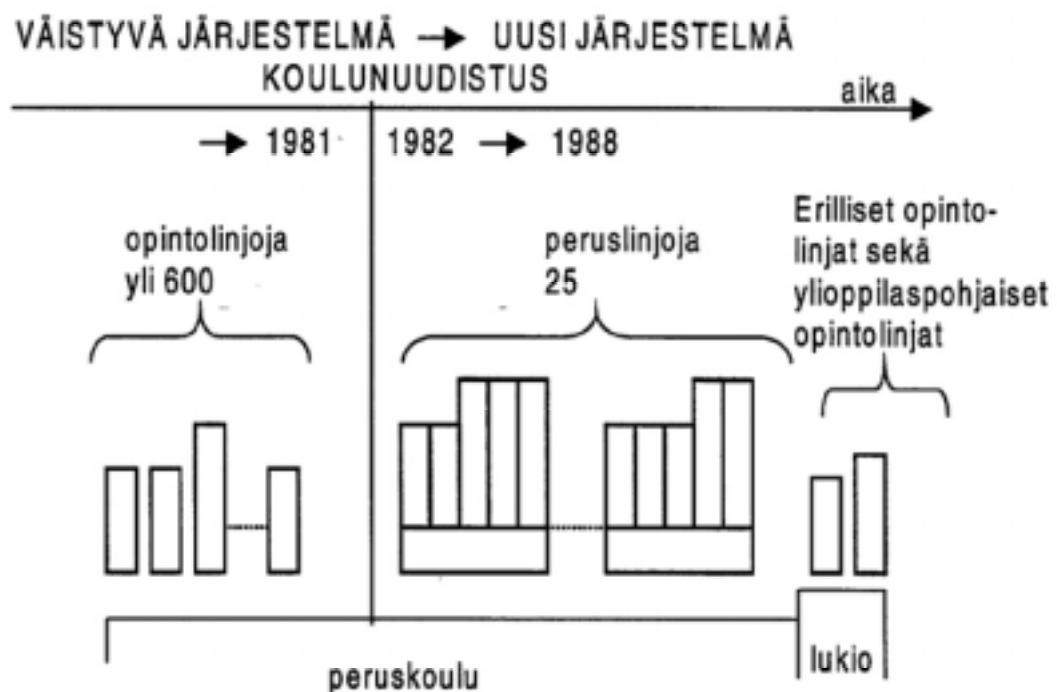 VÄISTYVÄ JÄRJESTELMÄ → UUSI JÄRJESTELMÄ
KOULUNUUDISTUS
aika
→ 1981
1982 → 1988
opintolinjoja
yli 600
peruslinjoja
25
Erilliset opinto-
linjat sekä
ylioppilaspohjaiset
opintolinjat
peruskoulu
lukio